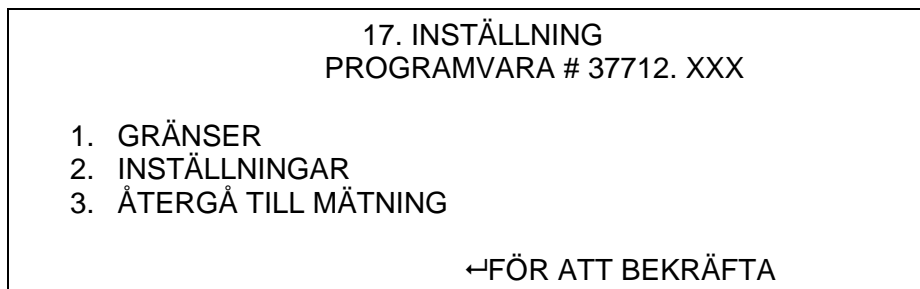 17. INSTÄLLNING
PROGRAMVARA # 37712. XXX
1. GRÄNSER
2. INSTÄLLNINGAR
3. ÅTERGÅ TILL MÄTNING
↵FÖR ATT BEKRÄFTA